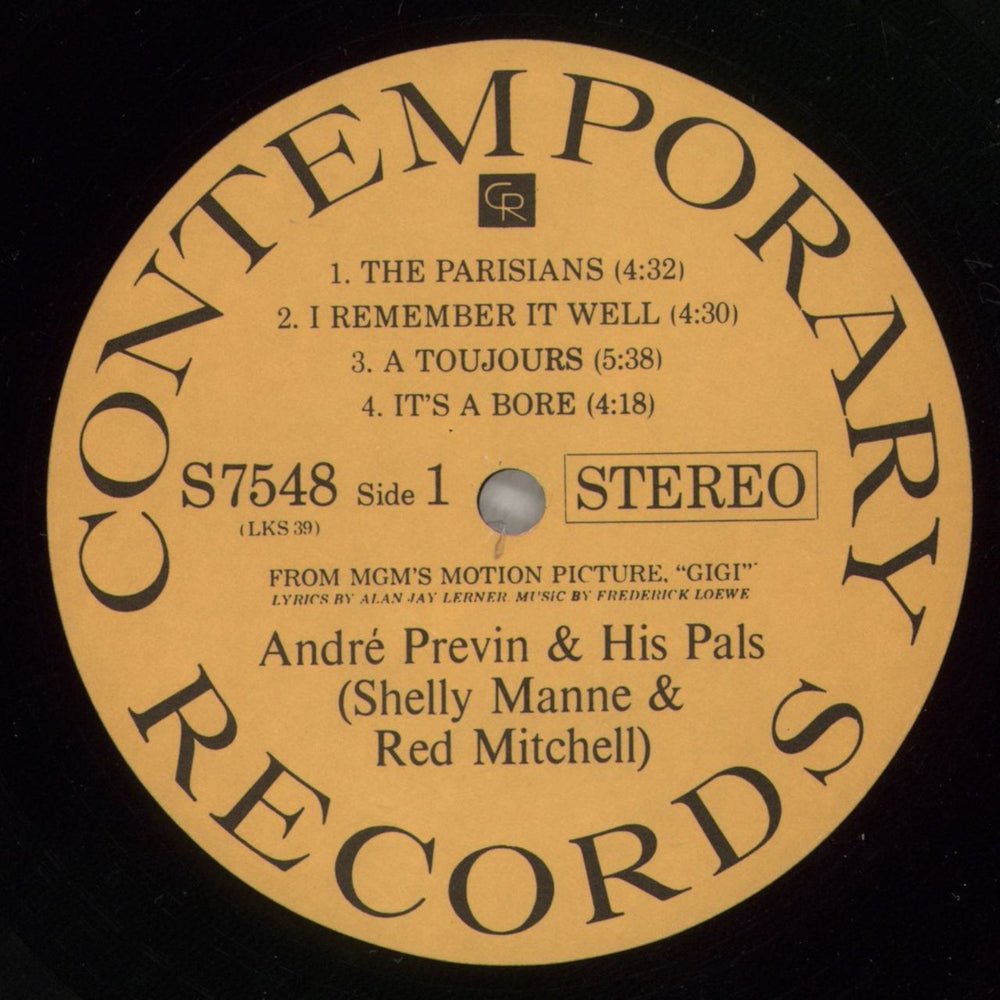 CONTEMPORARY
CR
1. THE PARISIANS (4:32)
2. I REMEMBER IT WELL (4:30)
3. A TOUJOURS (5:38)
4. IT'S A BORE (4:18)
S7548 Side 1 STEREO
(LKS 39)
FROM MGM'S MOTION PICTURE, "GIGI"
LYRICS BY ALAN JAY LERNER MUSIC BY FREDERICK LOEWE
André Previn & His Pals
(Shelly Manne &
Red Mitchell)
RECORDS